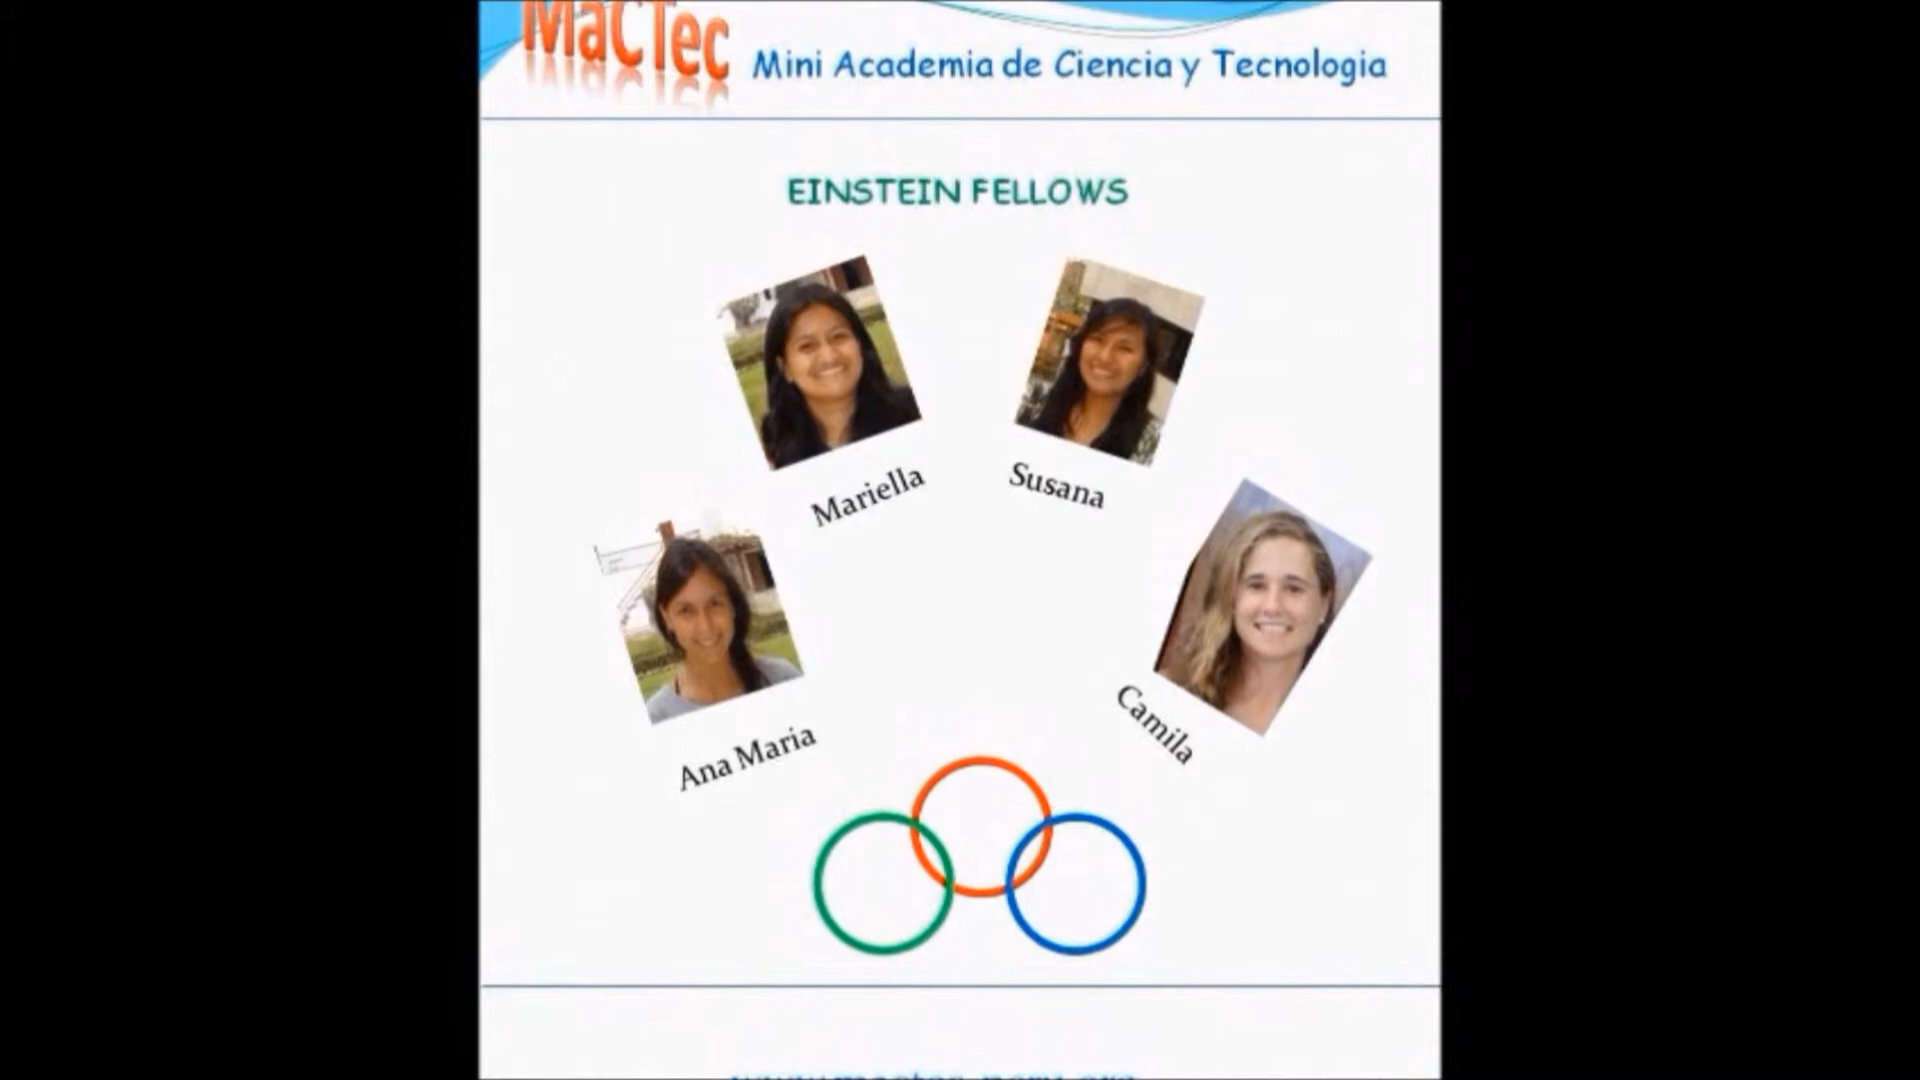 MaCTec
Mini Academia de Ciencia y Tecnologia
EINSTEIN FELLOWS
Mariella
Susana
Ana Maria
Camila